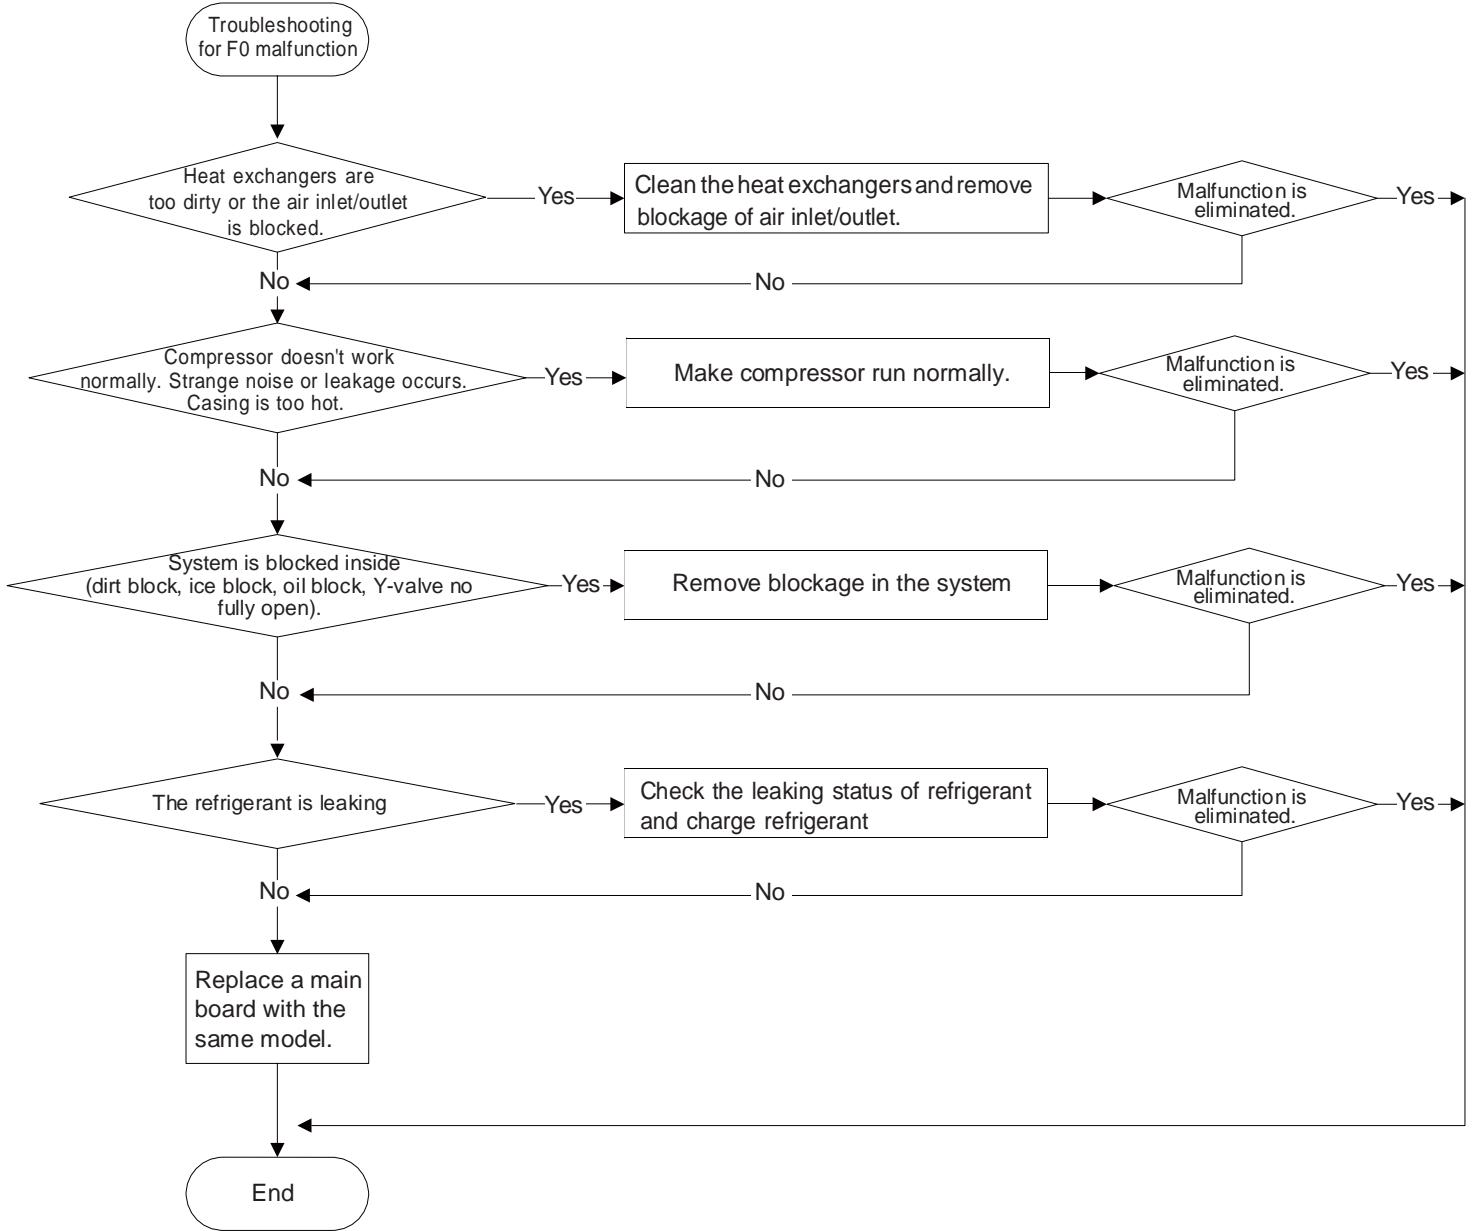 Troubleshooting
for F0 malfunction
Heat exchangers are
too dirty or the air inlet/outlet
is blocked.
Yes
Clean the heat exchangers and remove
blockage of air inlet/outlet.
Malfunction is
eliminated.
Yes
No
No
Compressor doesn't work
normally. Strange noise or leakage occurs.
Casing is too hot.
Yes
Make compressor run normally.
Malfunction is
eliminated.
Yes
No
No
System is blocked inside
(dirt block, ice block, oil block, Y-valve no
fully open).
Yes
Remove blockage in the system
Malfunction is
eliminated.
Yes
No
No
The refrigerant is leaking
Yes
Check the leaking status of refrigerant
and charge refrigerant
Malfunction is
eliminated.
Yes
No
No
Replace a main
board with the
same model.
End